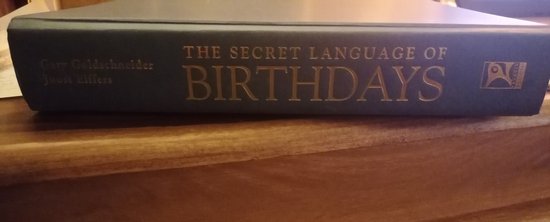 Gary Goldschneider
Joost Elffers
THE SECRET LANGUAGE OF
BIRTHDAYS